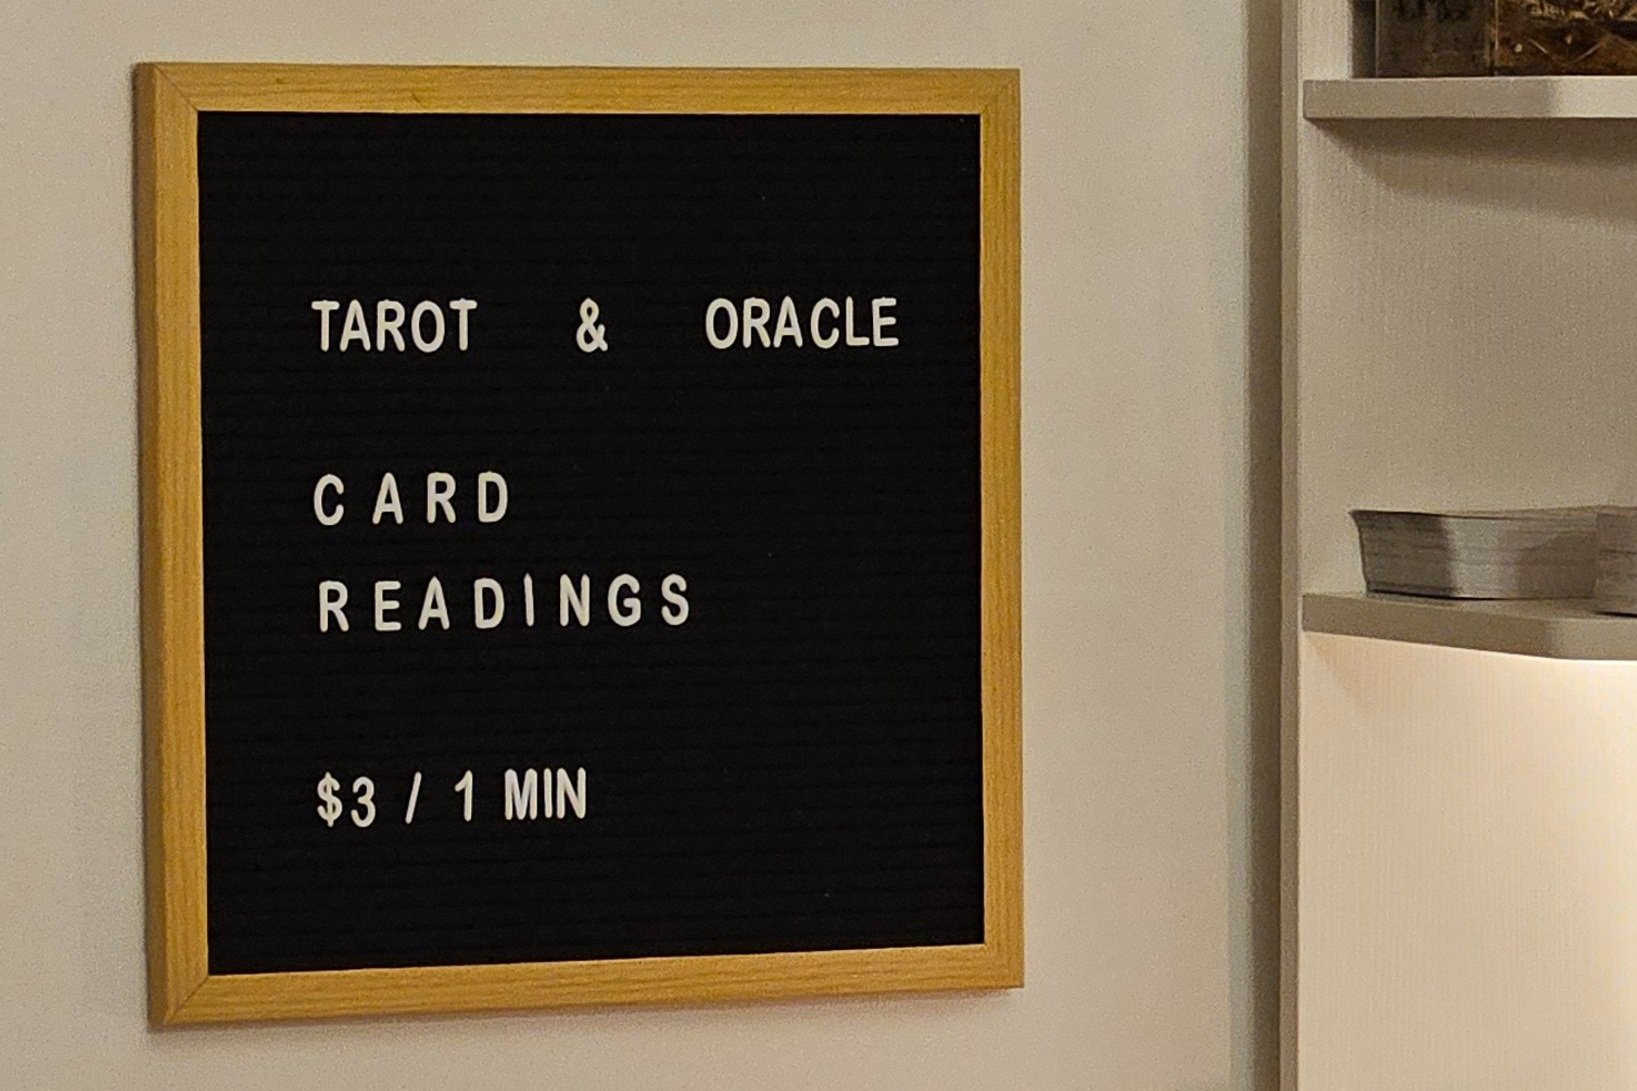 TAROT & ORACLE
CARD
READINGS
$3 / 1 MIN